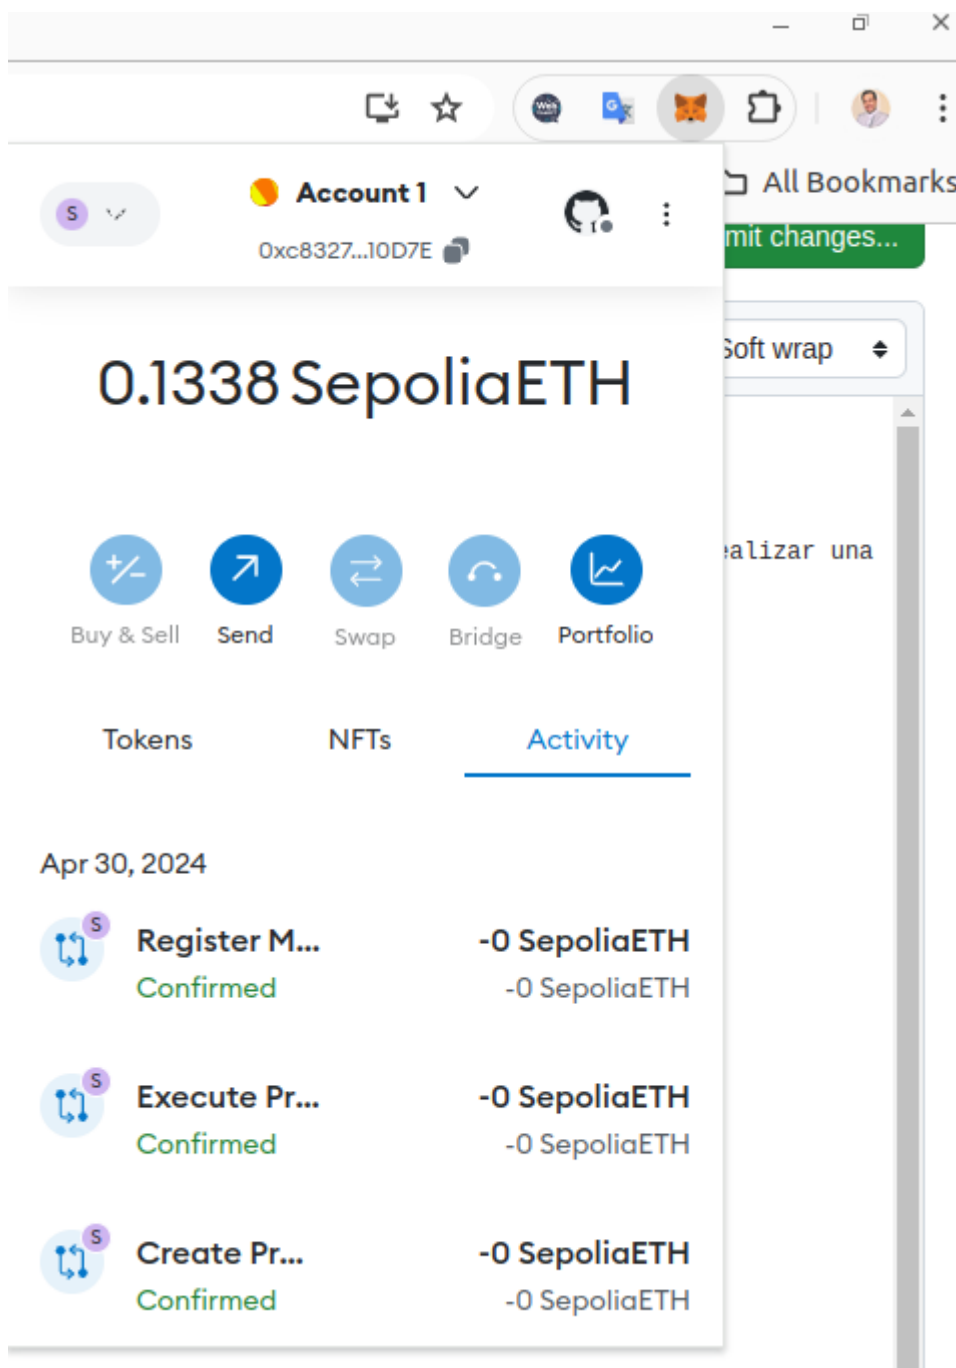 All Bookmarks
S
Account 1
0xc8327...10D7E
1
mit changes...
0.1338 SepoliaETH
Soft wrap
ealizar una
Buy & Sell
Send
Swap
Bridge
Portfolio
Tokens
NFTs
Activity
Apr 30, 2024
S
Register M...
-0 SepoliaETH
Confirmed
-0 SepoliaETH
S
Execute Pr...
-0 SepoliaETH
Confirmed
-0 SepoliaETH
S
Create Pr...
-0 SepoliaETH
Confirmed
-0 SepoliaETH